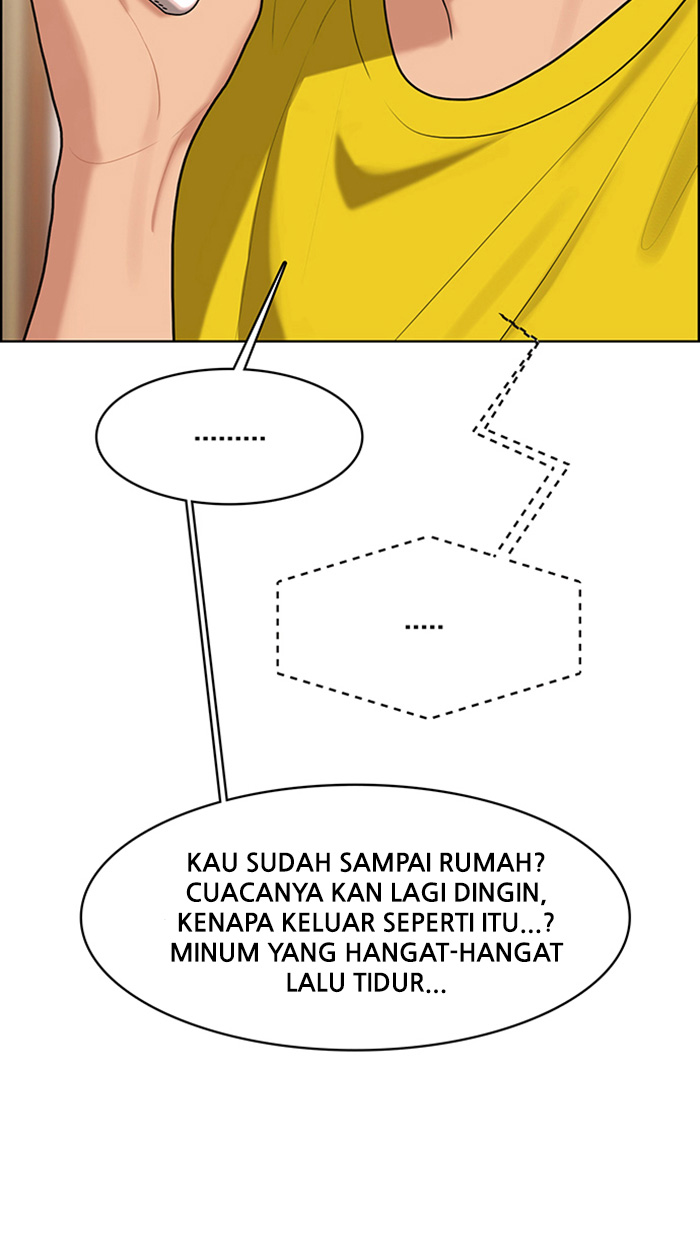 .........
.....
KAU SUDAH SAMPAI RUMAH?
CUACANYA KAN LAGI DINGIN,
KENAPA KELUAR SEPERTI ITU...?
MINUM YANG HANGAT-HANGAT
LALU TIDUR...